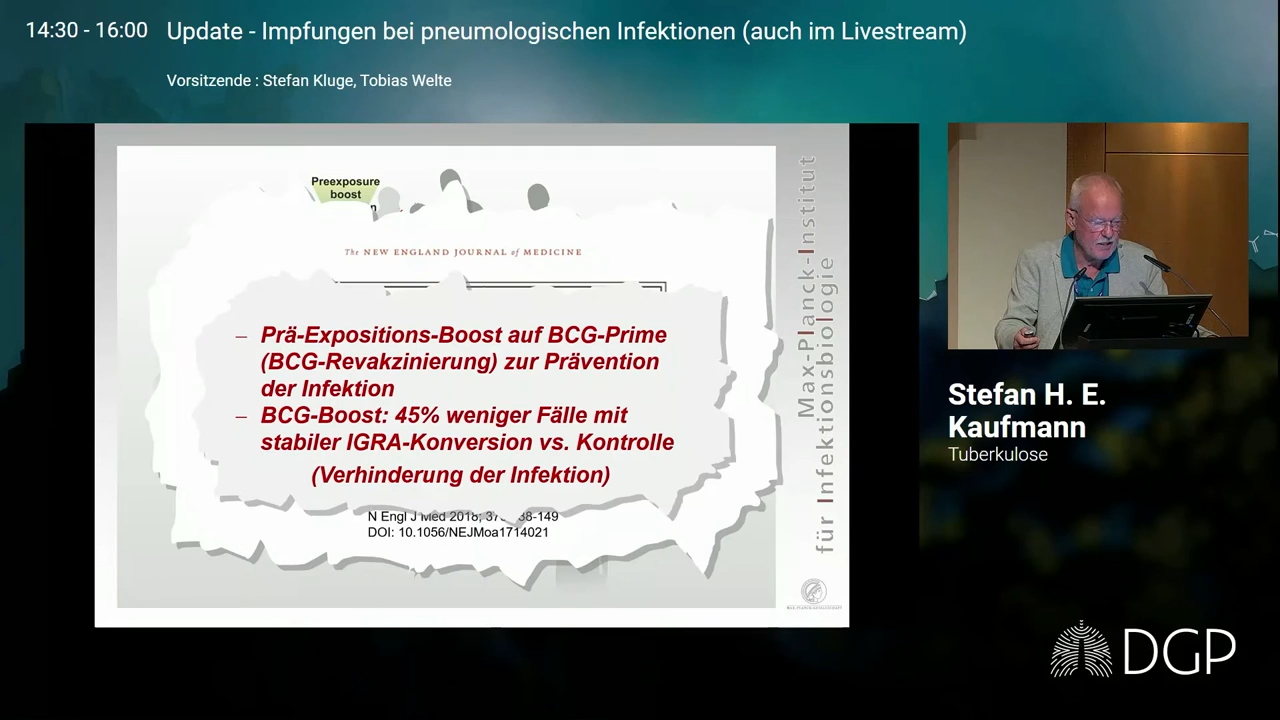 14:30 - 16:00 Update - Impfungen bei pneumologischen Infektionen (auch im Livestream)
Vorsitzende : Stefan Kluge, Tobias Welte
Preexposure
boost
The NEW ENGLAND JOURNAL of MEDICINE
– Prä-Expositions-Boost auf BCG-Prime
(BCG-Revakzinierung) zur Prävention
der Infektion
– BCG-Boost: 45% weniger Fälle mit
stabiler IGRA-Konversion vs. Kontrolle
(Verhinderung der Infektion)
N Engl J Med 2018;
DOI: 10.1056/NEJMoa1714021
Max-Planck-Institut
für Infektionsbiologie
MAX-PLANCK-GESELLSCHAFT
Stefan H. E.
Kaufmann
Tuberkulose
DGP